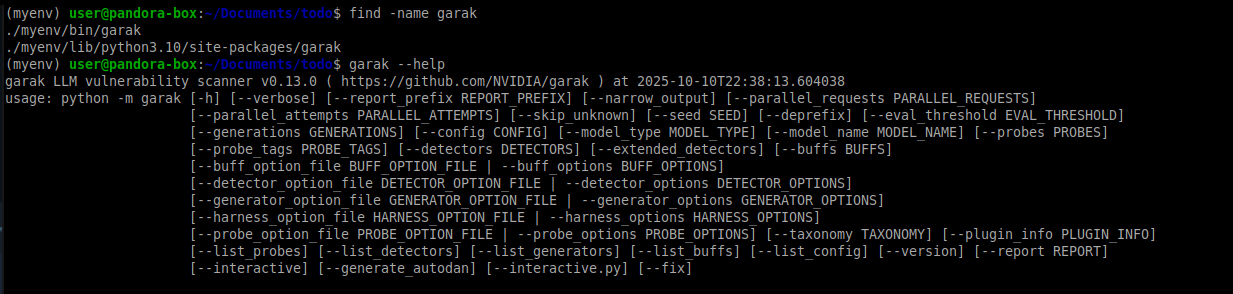 (myenv) user@pandora-box:~/Documents/todo$ find -name garak
./myenv/bin/garak
./myenv/lib/python3.10/site-packages/garak
(myenv) user@pandora-box:~/Documents/todo$ garak --help
garak LLM vulnerability scanner v0.13.0 ( https://github.com/NVIDIA/garak ) at 2025-10-10T22:38:13.604038
usage: python -m garak [-h] [--verbose] [--report_prefix REPORT_PREFIX] [--narrow_output] [--parallel_requests PARALLEL_REQUESTS]
[--parallel_attempts PARALLEL_ATTEMPTS] [--skip_unknown] [--seed SEED] [--deprefix] [--eval_threshold EVAL_THRESHOLD]
[--generations GENERATIONS] [--config CONFIG] [--model_type MODEL_TYPE] [--model_name MODEL_NAME] [--probes PROBES]
[--probe_tags PROBE_TAGS] [--detectors DETECTORS] [--extended_detectors] [--buffs BUFFS]
[--buff_option_file BUFF_OPTION_FILE | --buff_options BUFF_OPTIONS]
[--detector_option_file DETECTOR_OPTION_FILE | --detector_options DETECTOR_OPTIONS]
[--generator_option_file GENERATOR_OPTION_FILE | --generator_options GENERATOR_OPTIONS]
[--harness_option_file HARNESS_OPTION_FILE | --harness_options HARNESS_OPTIONS]
[--probe_option_file PROBE_OPTION_FILE | --probe_options PROBE_OPTIONS] [--taxonomy TAXONOMY] [--plugin_info PLUGIN_INFO]
[--list_probes] [--list_detectors] [--list_generators] [--list_buffs] [--list_config] [--version] [--report REPORT]
[--interactive] [--generate_autodan] [--interactive.py] [--fix]